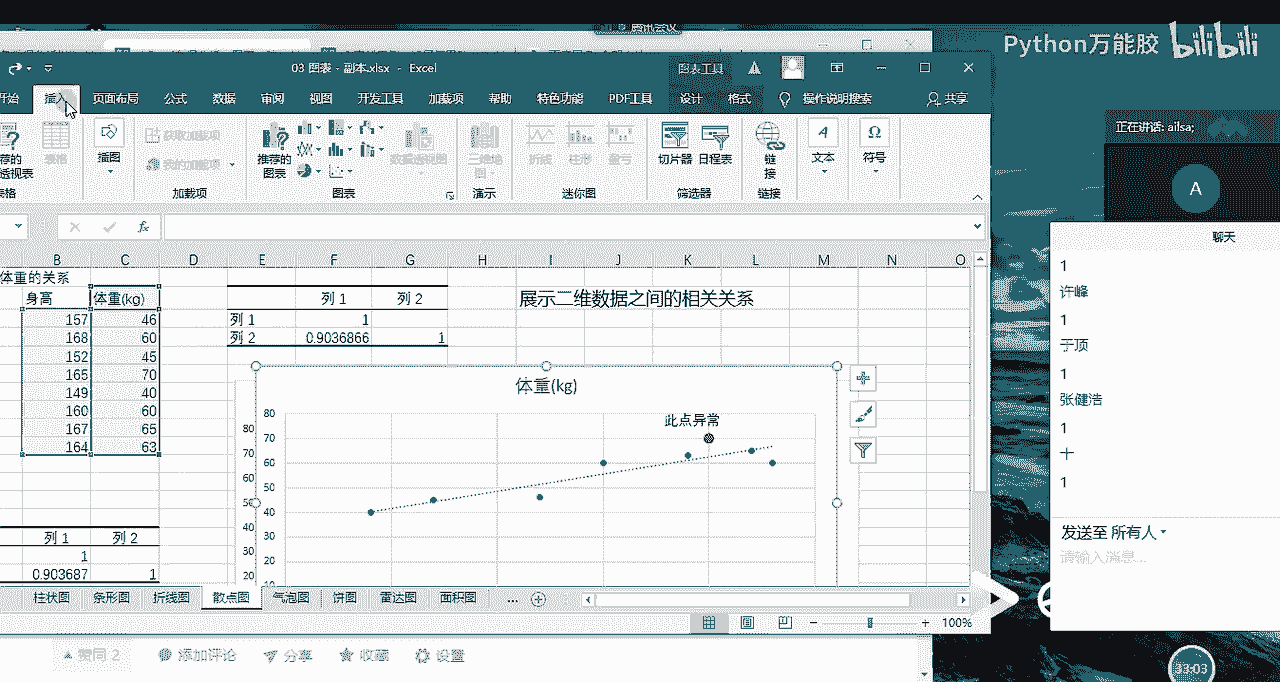 腾讯会议
Python万能胶 bilibili
03 图表 - 副本.xlsx - Excel
图表工具
开始 插入 页面布局 公式 数据 审阅 视图 开发工具 加载项 帮助 特色功能 PDF工具 设计 格式 操作说明搜索 共享
正在讲话: ailsa;
A
表格 插图 获取加载项 我的加载项 推荐的图表 数据透视图 三维地图 折线 柱形 盈亏 切片器 日程表 链接 文本 符号
加载项 图表 演示 迷你图 筛选器 链接
fx
B C D E F G H I J K L M N O
体重的关系
身高 体重(kg)
157 46
168 60
152 45
165 70
149 40
160 60
167 65
164 63
列 1 列 2
列 1 1
列 2 0.9036866 1
展示二维数据之间的相关关系
体重(kg)
此点异常
80
70
60
50
40
30
20
10
80
70
60
50
40
30
20
列 1 列 2
1
0.903687 1
柱状图 条形图 折线图 散点图 气泡图 饼图 雷达图 面积图 ...
100%
聊天
1
许峰
1
于顶
1
张健浩
1
十
1
发送至 所有人
请输入消息...
赞同 2 添加评论 分享 收藏 设置
33:03